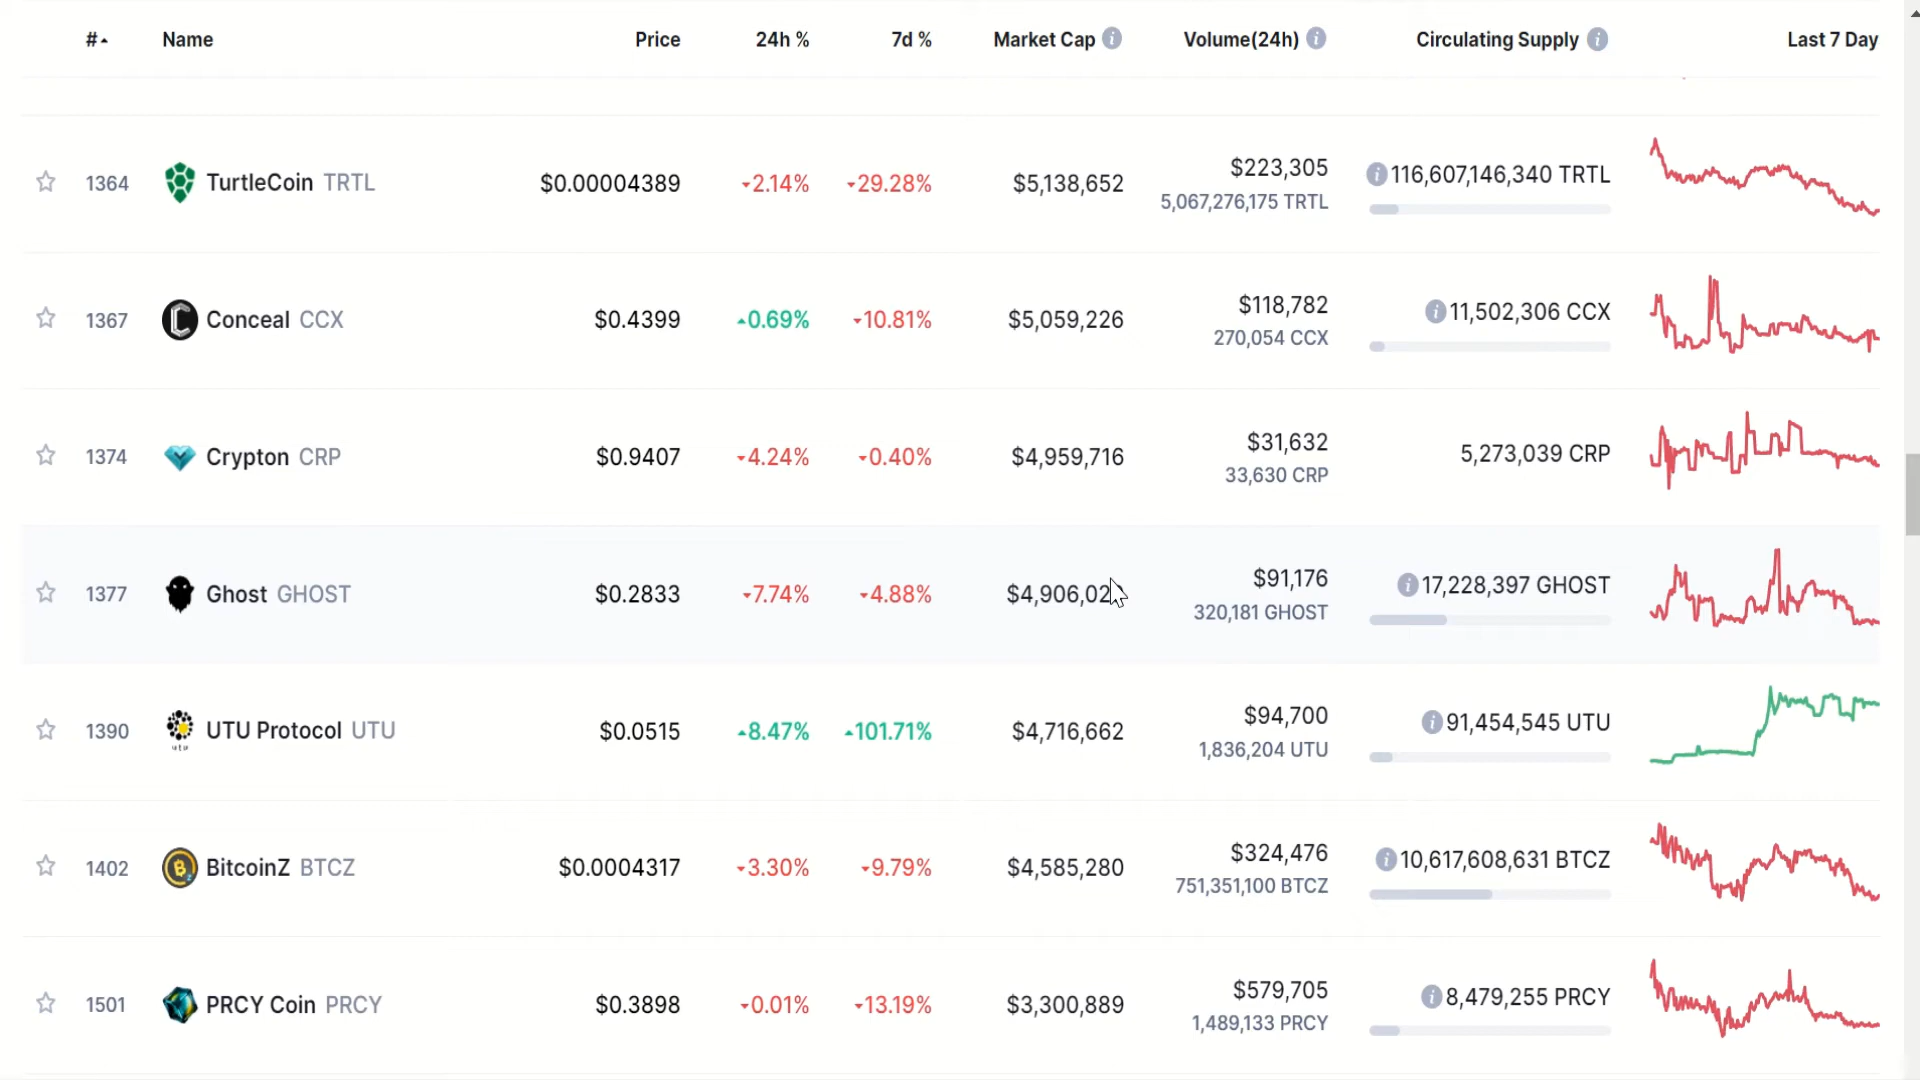 # Name Price 24h % 7d % Market Cap Volume(24h) Circulating Supply Last 7 Day
1364 TurtleCoin TRTL $0.00004389 2.14% 29.28% $5,138,652 $223,305 116,607,146,340 TRTL
5,067,276,175 TRTL
1367 Conceal CCX $0.4399 0.69% 10.81% $5,059,226 $118,782 11,502,306 CCX
270,054 CCX
1374 Crypton CRP $0.9407 4.24% 0.40% $4,959,716 $31,632 5,273,039 CRP
33,630 CRP
1377 Ghost GHOST $0.2833 7.74% 4.88% $91,176 17,228,397 GHOST
320,181 GHOST
1390 UTU Protocol UTU $0.0515 8.47% 101.71% $4,716,662 $94,700 91,454,545 UTU
1,836,204 UTU
1402 BitcoinZ BTCZ $0.0004317 3.30% 9.79% $4,585,280 $324,476 10,617,608,631 BTCZ
751,351,100 BTCZ
1501 PRCY Coin PRCY $0.3898 0.01% 13.19% $3,300,889 $579,705 8,479,255 PRCY
1,489,133 PRCY